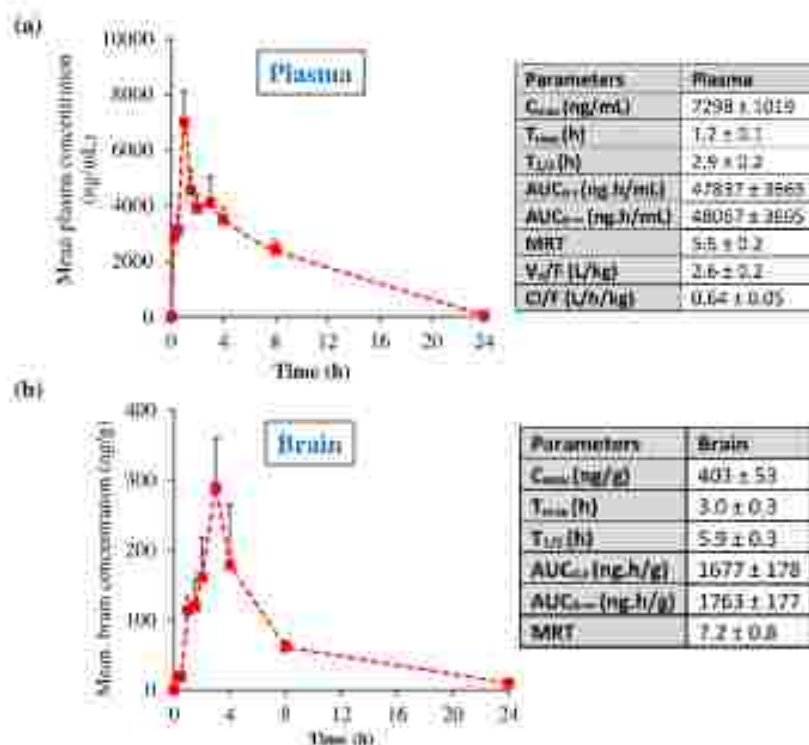 (a)
10000
8000
6000
4000
2000
0
Mean plasma concentration
(ng/mL)
Plasma
0 4 8 12 16 20 24
Time (h)
Parameters Plasma
Cmax (ng/mL) 7298 ± 1019
Tmax (h) 1.2 ± 0.1
T1/2 (h) 2.9 ± 0.2
AUC0-t (ng.h/mL) 47837 ±
AUC0-∞ (ng.h/mL) 48067 ±
MRT 5.5 ± 0.2
/F (L/kg) 2.6 ± 0.2
Cl/F (L/h/kg) 0.64 ± 0.05
(b)
400
300
200
100
0
Mean brain concentration (ng/g)
Brain
0 4 8 12 16 20 24
Time (h)
Parameters Brain
Cmax (ng/g) 403 ± 53
Tmax (h) 3.0 ± 0.3
T1/2 (h) 5.9 ± 0.3
AUC0-t (ng.h/g) 1677 ± 178
AUC0-∞ (ng.h/g) 1763 ± 177
MRT 7.2 ± 0.8